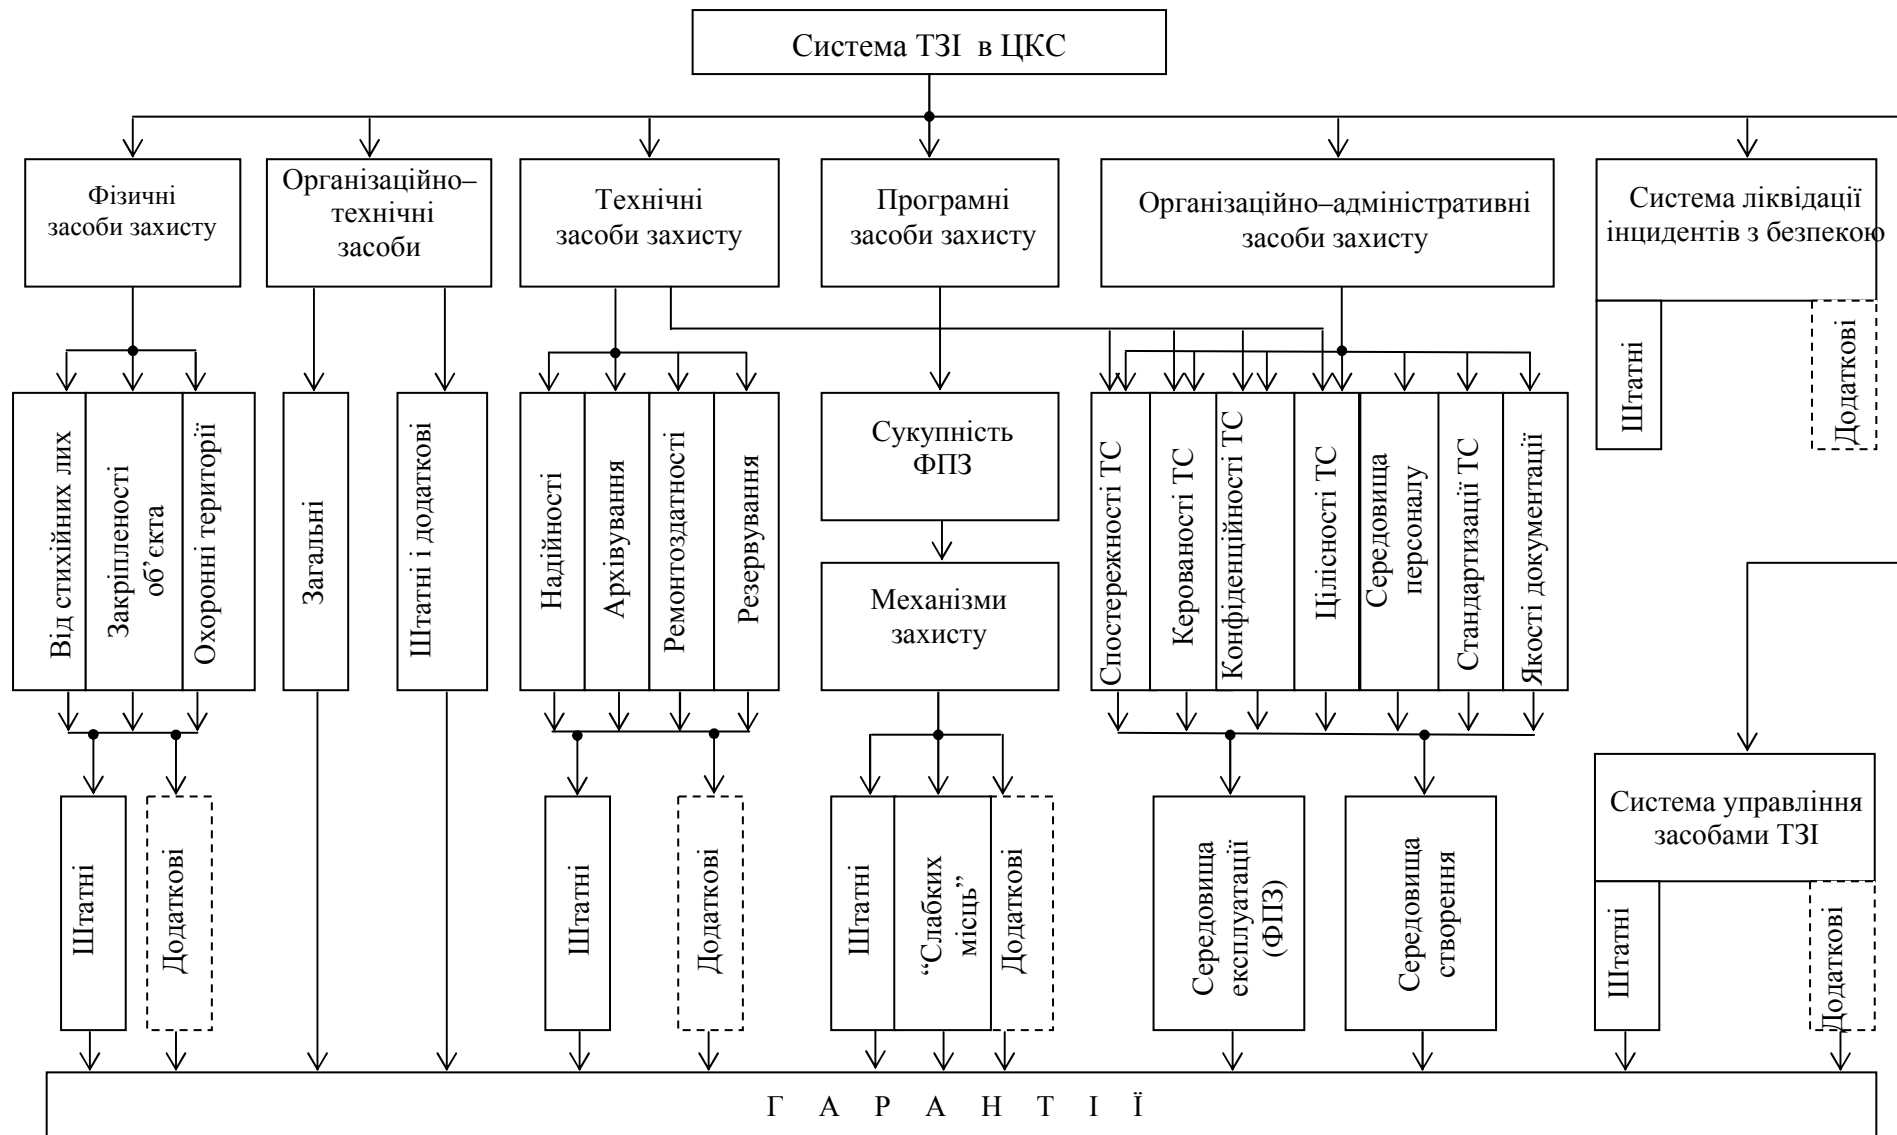 Система ТЗІ в ЦКС
Фізичні
засоби захисту
Організаційно–
технічні
засоби
Технічні
засоби захисту
Програмні
засоби захисту
Організаційно–адміністративні
засоби захисту
Система ліквідації
інцидентів з безпекою
Штатні
Додаткові
Від стихійних лих
Закріпленості
об’єкта
Охоронні території
Загальні
Штатні і додаткові
Надійності
Архівування
Ремонтоздатності
Резервування
Сукупність
ФПЗ
Механізми
захисту
Спостережності ТС
Керованості ТС
Конфіденційності ТС
Цілісності ТС
Середовища
персоналу
Стандартизації ТС
Якості документації
Штатні
Додаткові
Штатні
Додаткові
Штатні
“Слабких
місць”
Додаткові
Середовища
експлуатації
(ФПЗ)
Середовища
створення
Система управління
засобами ТЗІ
Штатні
Додаткові
Г А Р А Н Т І Ї